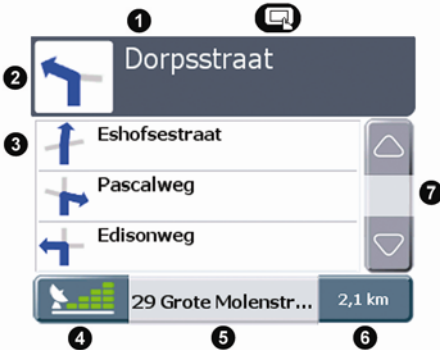 1
Dorpsstraat
2
3
Eshofsestraat
Pascalweg
7
Edisonweg
29 Grote Molenstr...
2,1 km
4
5
6